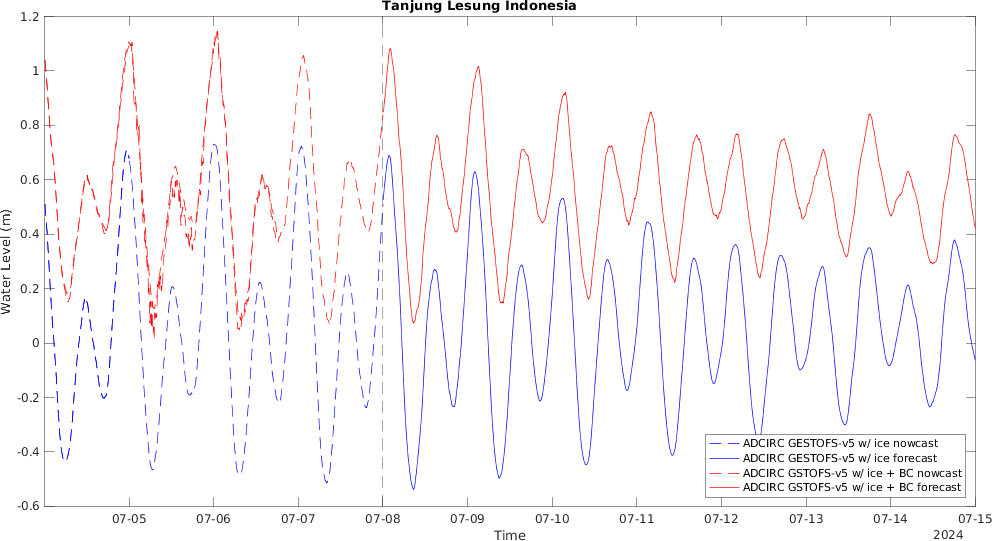 Tanjung Lesung Indonesia
Water Level (m)
1.2
1
0.8
0.6
0.4
0.2
0
-0.2
-0.4
-0.6
ADCIRC GESTOFS-v5 w/ ice nowcast
ADCIRC GESTOFS-v5 w/ ice forecast
ADCIRC GSTOFS-v5 w/ ice + BC nowcast
ADCIRC GSTOFS-v5 w/ ice + BC forecast
07-05 07-06 07-07 07-08 07-09 07-10 07-11 07-12 07-13 07-14 07-15
Time
2024